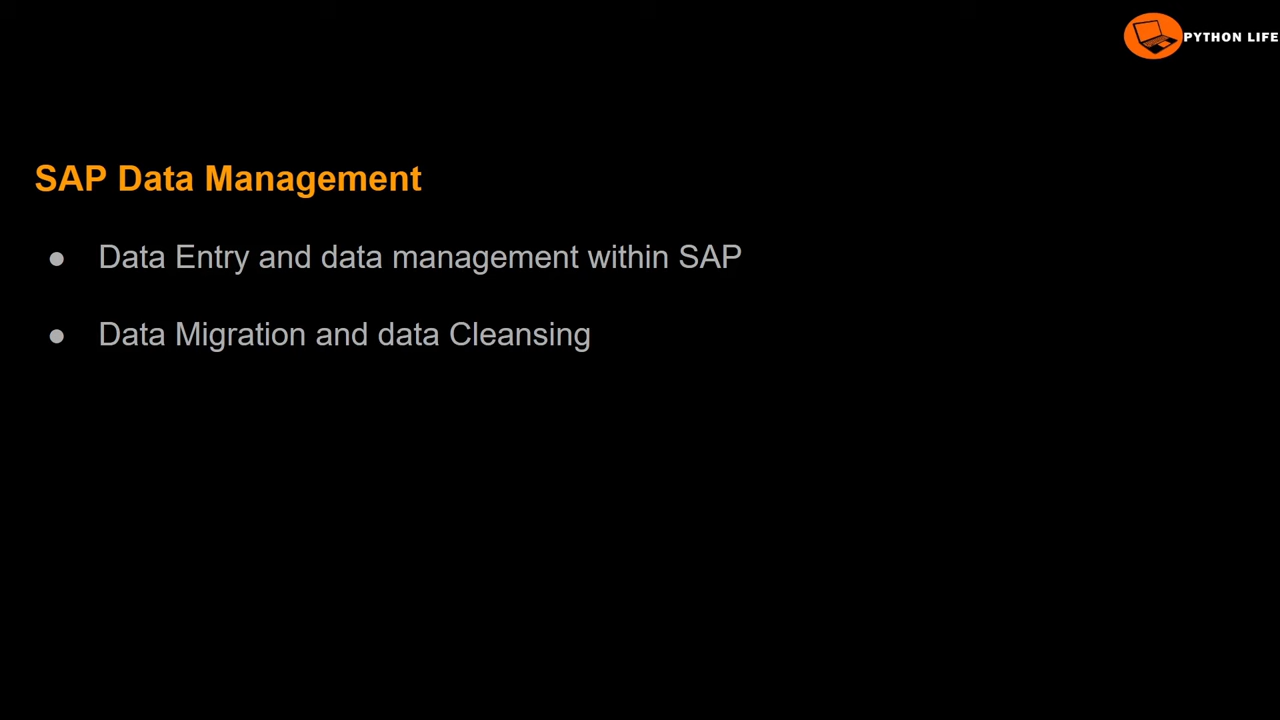 PYTHON LIFE
SAP Data Management
● Data Entry and data management within SAP
● Data Migration and data Cleansing